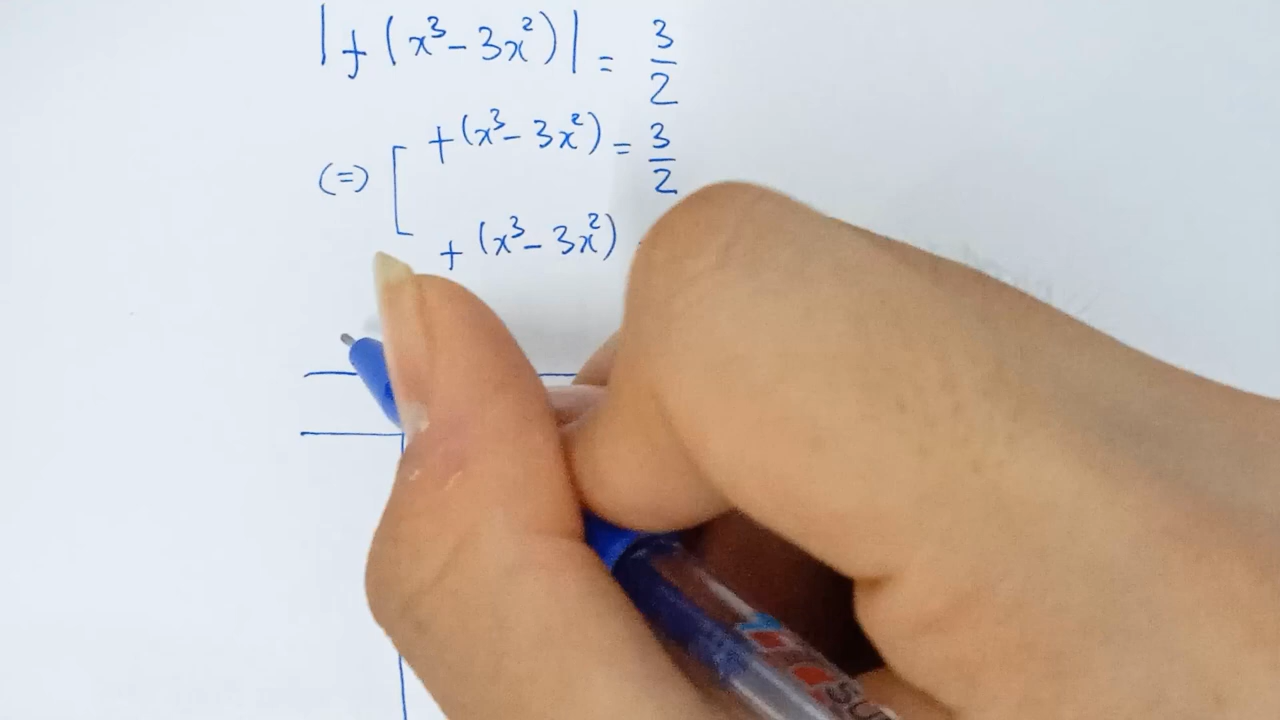 |f(x³-3x²)| = 3/2
(=) [ f(x³-3x²) = 3/2
f(x³-3x²)